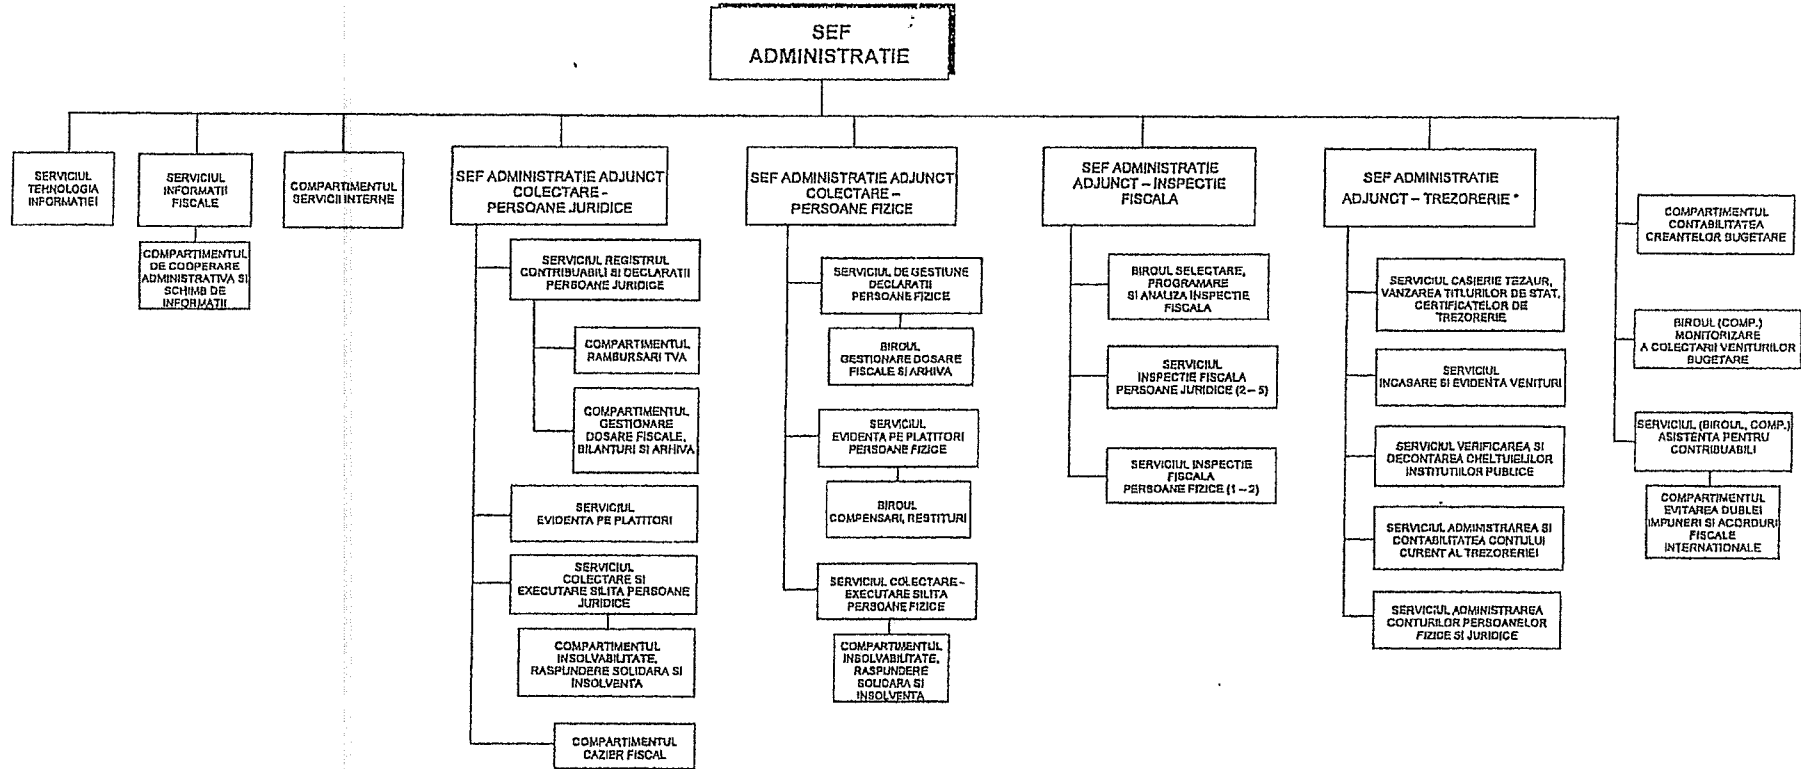 SEF
ADMINISTRATIE
SERVICIUL
TEHNOLOGIA
INFORMATIEI
SERVICIUL
INFORMATII
FISCALE
COMPARTIMENTUL
DE COOPERARE
ADMINISTRATIVA SI
SCHIMB DE
INFORMATII
COMPARTIMENTUL
SERVICII INTERNE
SEF ADMINISTRATIE ADJUNCT
COLECTARE –
PERSOANE JURIDICE
SERVICIUL REGISTRUL
CONTRIBUABILI SI DECLARATII
PERSOANE JURIDICE
COMPARTIMENTUL
RAMBURSARI TVA
COMPARTIMENTUL
GESTIONARE
DOSARE FISCALE,
BILANTURI SI ARHIVA
SERVICIUL
EVIDENTA PE PLATITORI
SERVICIUL
COLECTARE SI
EXECUTARE SILITA PERSOANE
JURIDICE
COMPARTIMENTUL
INSOLVABILITATE,
RASPUNDERE SOLIDARA SI
INSOLVENTA
COMPARTIMENTUL
CAZIER FISCAL
SEF ADMINISTRATIE ADJUNCT
COLECTARE –
PERSOANE FIZICE
SERVICIUL DE GESTIUNE
DECLARATII
PERSOANE FIZICE
BIROUL
GESTIONARE DOSARE
FISCALE SI ARHIVA
SERVICIUL
EVIDENTA PE PLATITORI
PERSOANE FIZICE
BIROUL
COMPENSARI, RESTITURI
SERVICIUL COLECTARE-
EXECUTARE SILITA
PERSOANE FIZICE
COMPARTIMENTUL
INSOLVABILITATE,
RASPUNDERE
SOLIDARA SI
INSOLVENTA
SEF ADMINISTRATIE
ADJUNCT – INSPECTIE
FISCALA
BIROUL SELECTARE,
PROGRAMARE
SI ANALIZA INSPECTIE
FISCALA
SERVICIUL
INSPECTIE FISCALA
PERSOANE JURIDICE (2 – 5)
SERVICIUL INSPECTIE
FISCALA
PERSOANE FIZICE (1 – 2)
SEF ADMINISTRATIE
ADJUNCT – TREZORERIE *
SERVICIUL CASIERIE TEZAUR,
VANZAREA TITLURILOR DE STAT,
CERTIFICATELOR DE
TREZORERIE
SERVICIUL
INCASARE SI EVIDENTA VENITURI
SERVICIUL VERIFICAREA SI
DECONTAREA CHELTUIELILOR
INSTITUTIILOR PUBLICE
SERVICIUL ADMINISTRAREA SI
CONTABILITATEA CONTULUI
CURENT AL TREZORERIEI
SERVICIUL ADMINISTRAREA
CONTURILOR PERSOANELOR
FIZICE SI JURIDICE
COMPARTIMENTUL
CONTABILITATEA
CREANTELOR BUGETARE
BIROUL (COMP.)
MONITORIZARE
A COLECTARII VENITURILOR
BUGETARE
SERVICIUL (BIROUL, COMP.)
ASISTENTA PENTRU
CONTRIBUABILI
COMPARTIMENTUL
EVITAREA DUBLEI
IMPUNERI SI ACORDURI
FISCALE
INTERNATIONALE